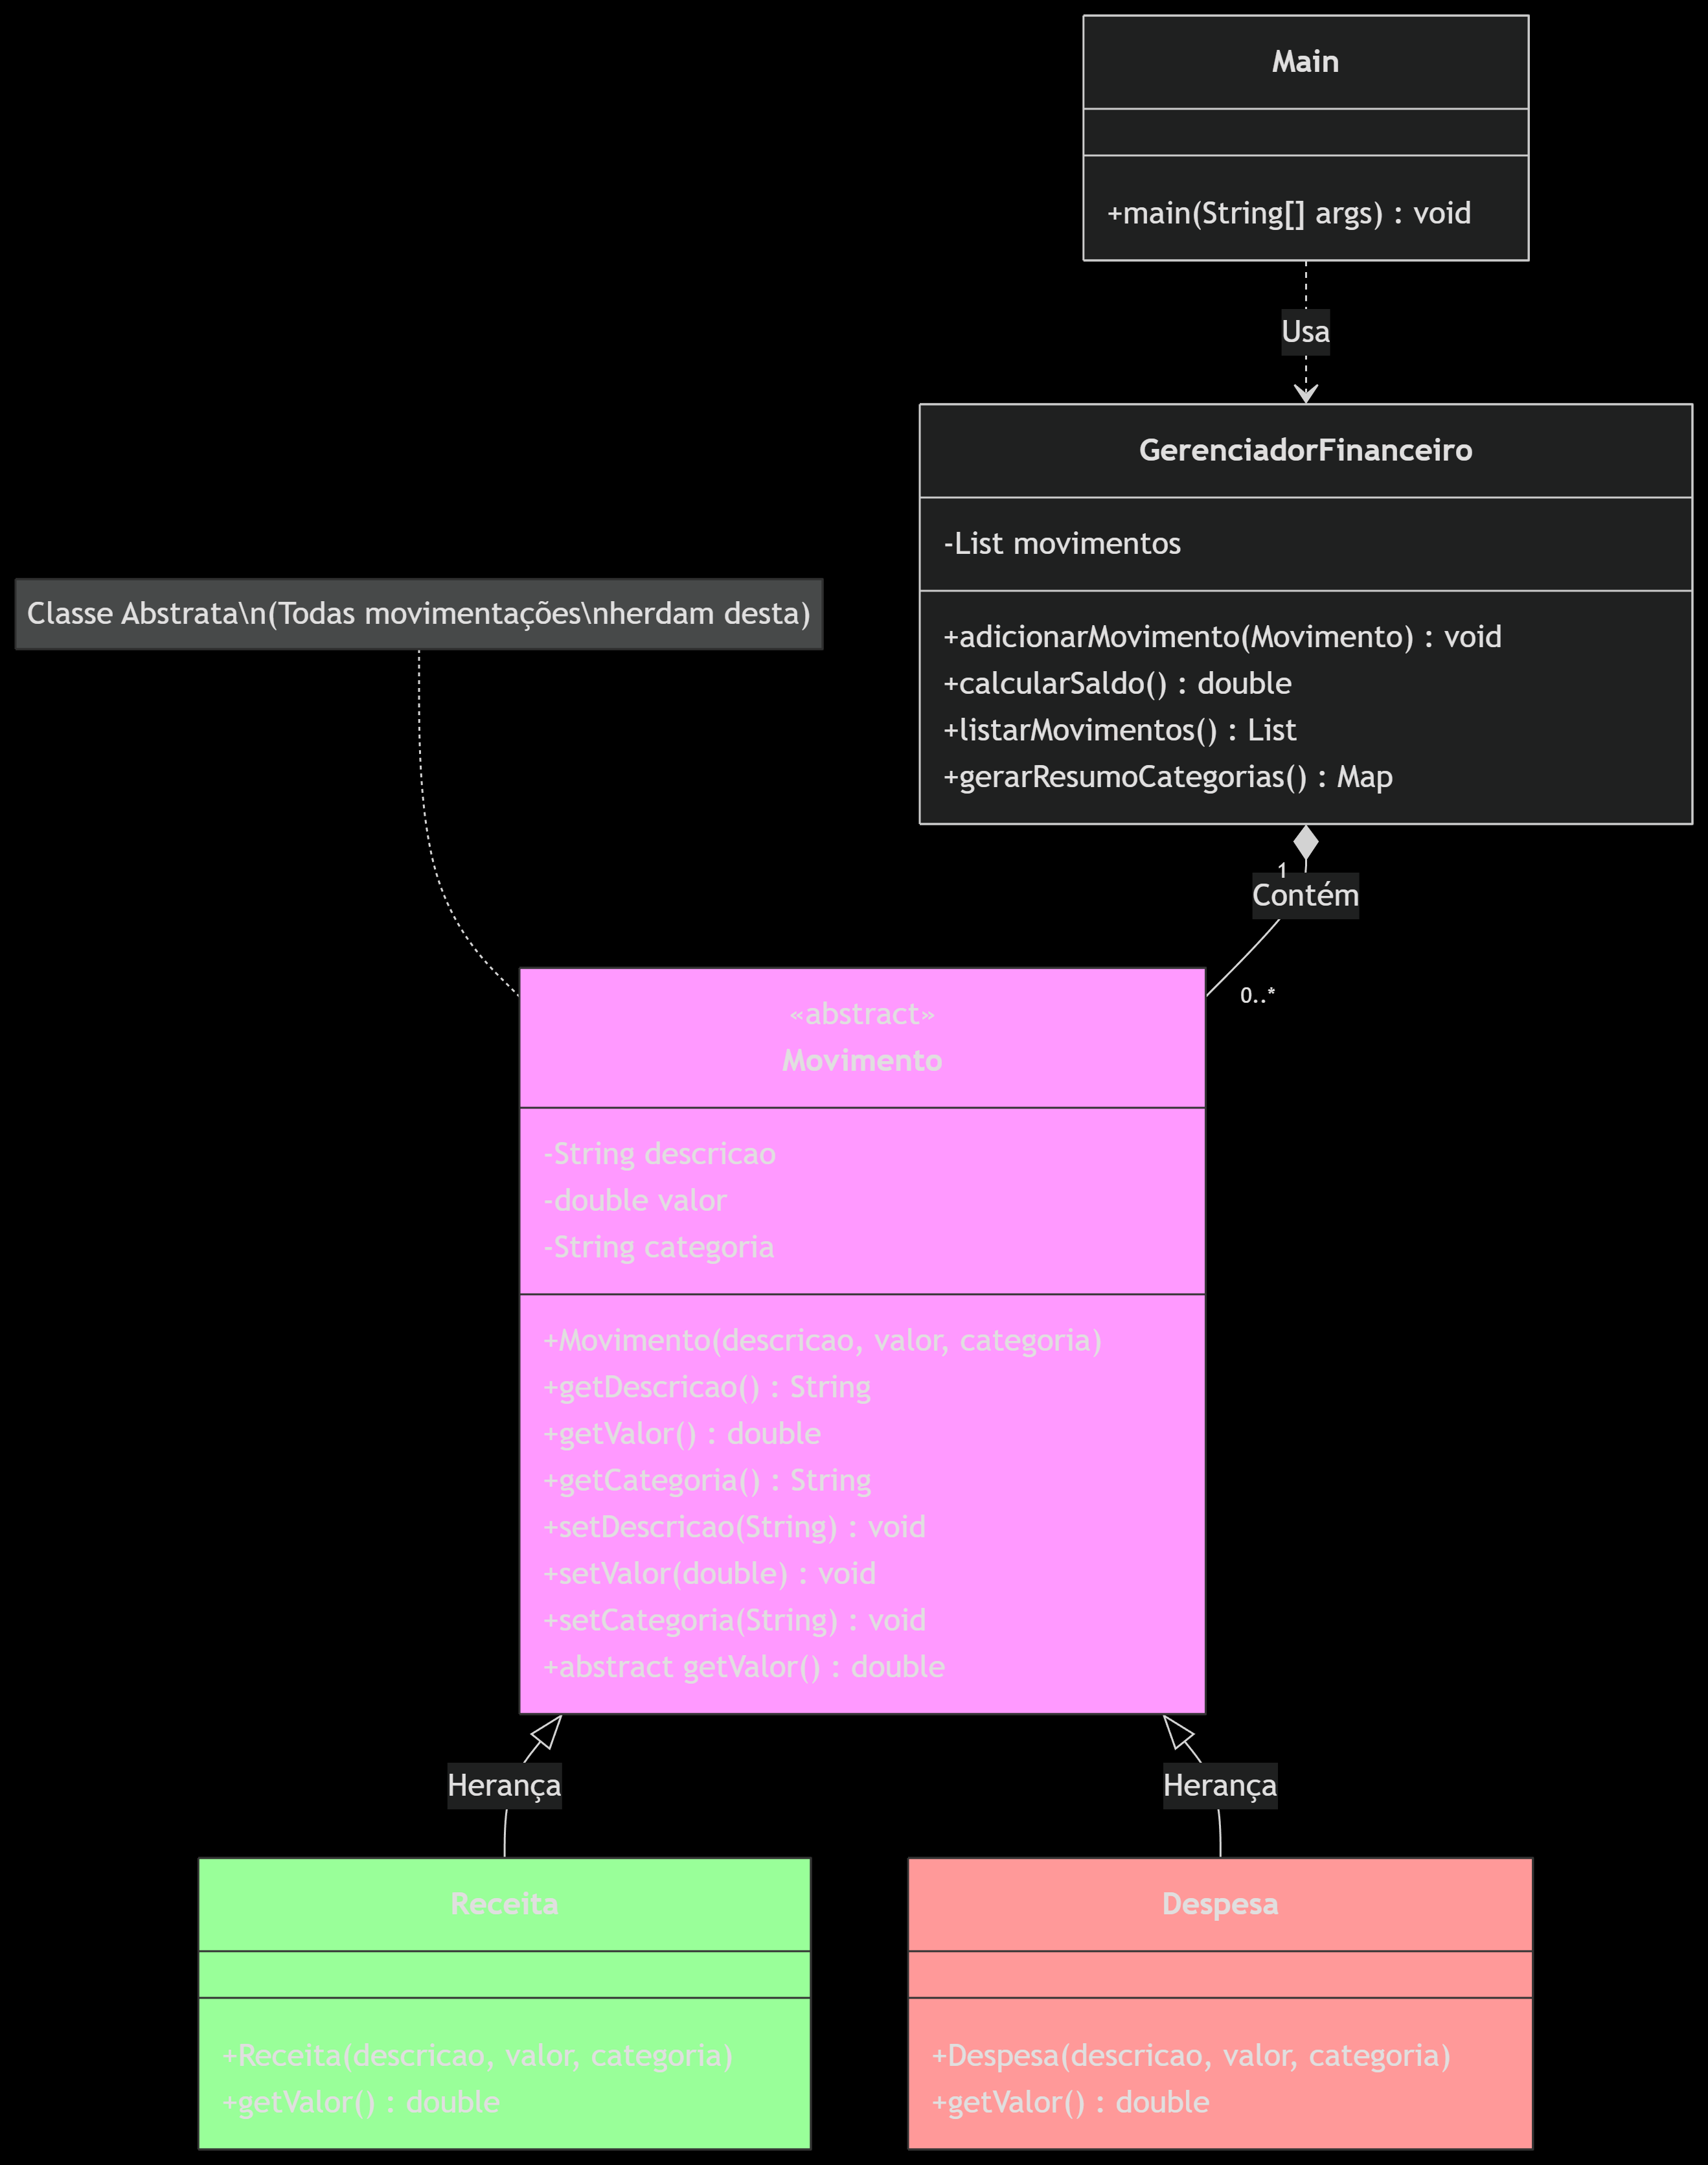 Main
+main(String[] args) : void
Usa
GerenciadorFinanceiro
-List movimentos
+adicionarMovimento(Movimento) : void
+calcularSaldo() : double
+listarMovimentos() : List
+gerarResumoCategorias() : Map
Classe Abstrata\n(Todas movimentações\nherdam desta)
1
Contém
0..*
«abstract»
Movimento
-String descricao
-double valor
-String categoria
+Movimento(descricao, valor, categoria)
+getDescricao() : String
+getValor() : double
+getCategoria() : String
+setDescricao(String) : void
+setValor(double) : void
+setCategoria(String) : void
+abstract getValor() : double
Herança
Herança
Receita
+Receita(descricao, valor, categoria)
+getValor() : double
Despesa
+Despesa(descricao, valor, categoria)
+getValor() : double